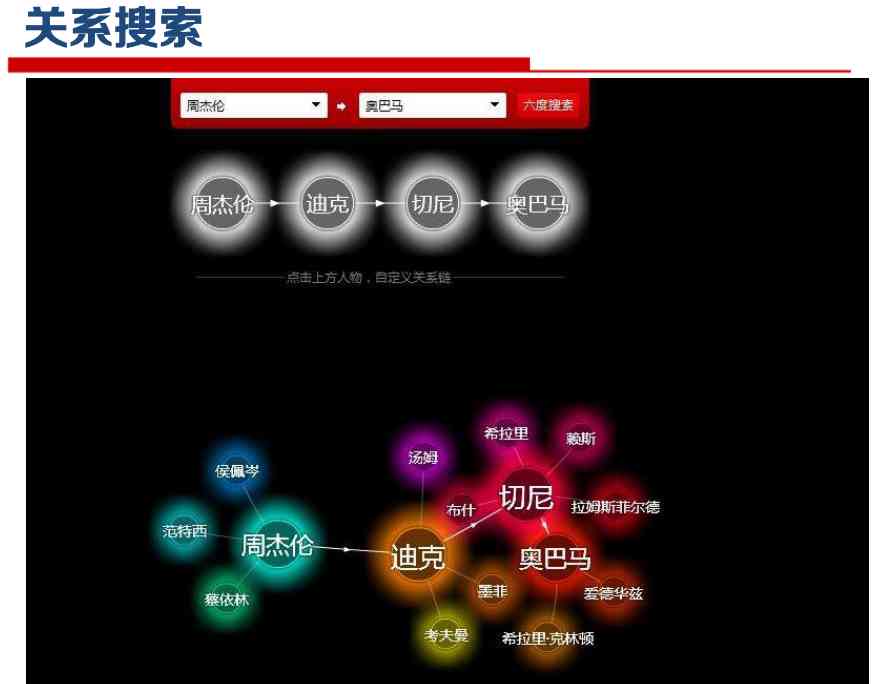 关系搜索
周杰伦
奥巴马
六度搜索
周杰伦
迪克
切尼
奥巴马
点击上方人物，自定义关系链
希拉里
赖斯
汤姆
侯佩岑
切尼
布什
拉姆斯菲尔德
范特西
周杰伦
迪克
奥巴马
墨菲
爱德华兹
蔡依林
考夫曼
希拉里·克林顿